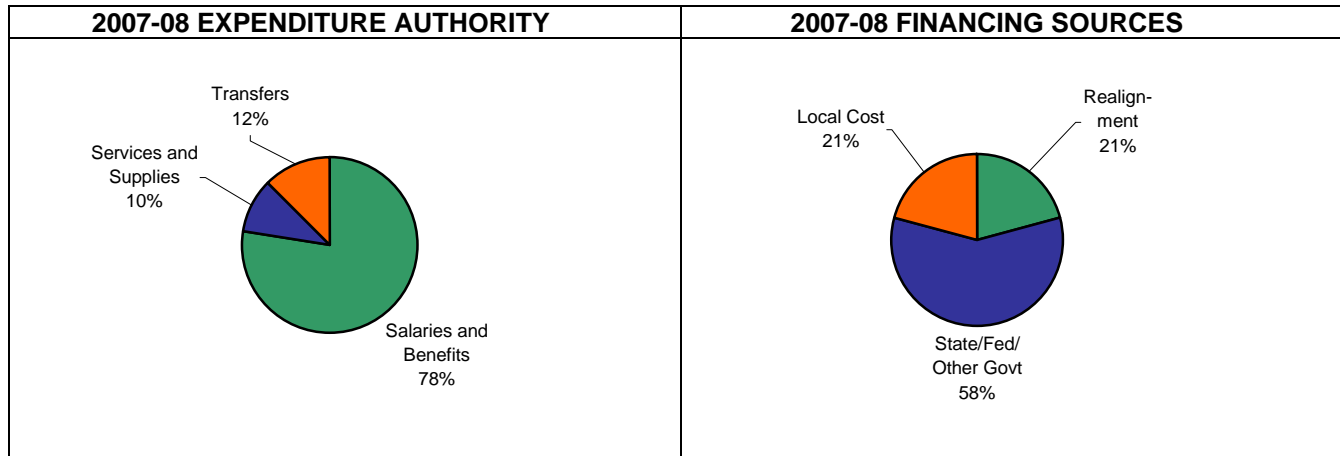 2007-08 EXPENDITURE AUTHORITY
Transfers
12%
Services and
Supplies
10%
Salaries and
Benefits
78%
2007-08 FINANCING SOURCES
Local Cost
21%
Realign-
ment
21%
State/Fed/
Other Govt
58%